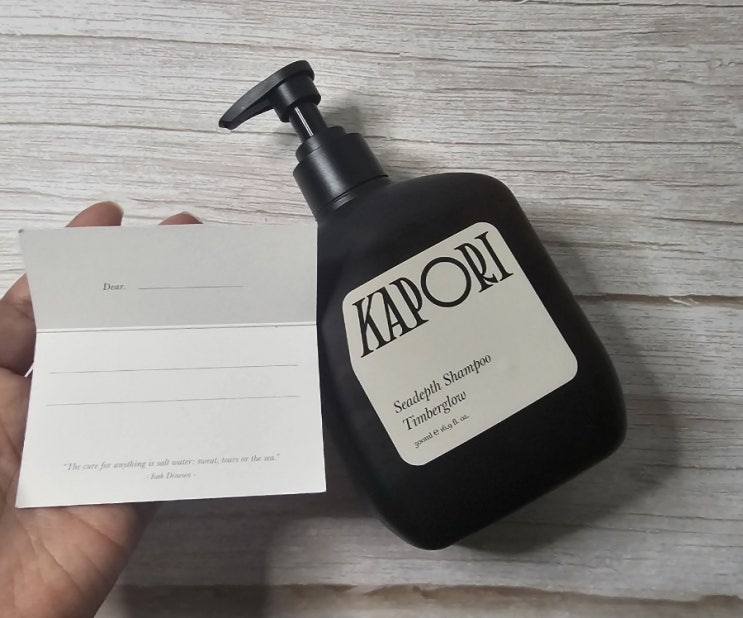 Dear.
"The cure for anything is salt water: sweat, tears or the sea."
- Isak Dinesen -
KAPORI
Seadepth Shampoo
Timberglow
500ml e 16.9 fl. oz.